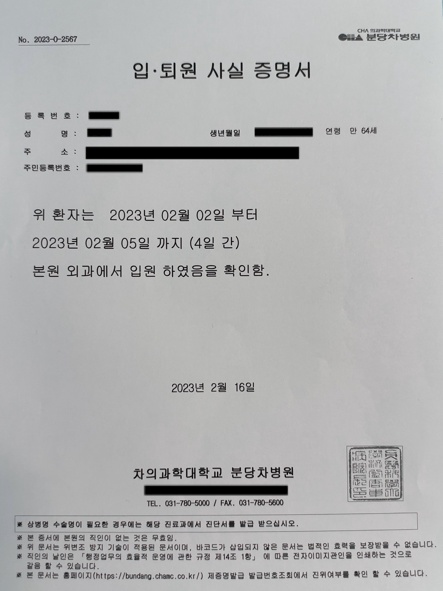 No. 2023-0-2567
CHA 의과학대학교
CHA 분당차병원
입·퇴원 사실 증명서
등 록 번 호 :
성 명 : 생년월일 연령 만 64세
주 소 :
주민등록번호 :
위 환자는 2023년 02월 02일 부터
2023년 02월 05일 까지 (4일 간)
본원 외과에서 입원 하였음을 확인함.
2023년 2월 16일
차의과학대학교 분당차병원
TEL. 031-780-5000 / FAX. 031-780-5600
※ 상병명 수술명이 필요한 경우에는 해당 진료과에서 진단서를 발급 받으십시오.
※ 본 증서에 본원의 직인이 없는 것은 무효임.
※ 위 문서는 위변조 방지 기술이 적용된 문서이며, 바코드가 삽입되지 않은 문서는 법적인 효력을 보장받을 수 없습니다.
※ 직인의 날인은 「행정업무의 효율적 운영에 관한 규정 제14조 1항」 에 따른 전자이미지관인을 인쇄하는 것으로
갈음 할 수 있습니다.
※ 본 문서는 홈페이지(https://bundang.chamc.co.kr//) 제증명발급 발급번호조회에서 진위여부를 확인 할 수 있습니다.